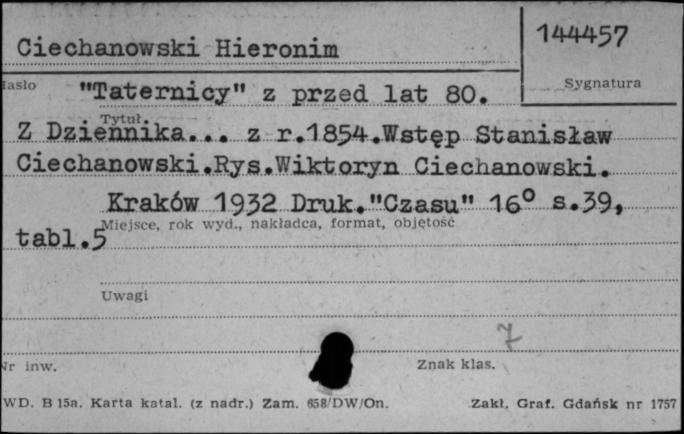 Ciechanowski Hieronim
144457
Hasło
"Taternicy" z przed lat 80.
Sygnatura
Tytuł
Z Dziennika... z r.1854.Wstęp Stanisław
Ciechanowski.Rys.Wiktoryn Ciechanowski.
Kraków 1932 Druk."Czasu" 16° s.39,
Miejsce, rok wyd., nakładca, format, objętość
tabl.5
Uwagi
7
Nr inw.
Znak klas.
WD. B 15a. Karta katal. (z nadr.) Zam. 658/DW/On.
Zakł. Graf. Gdańsk nr 1757